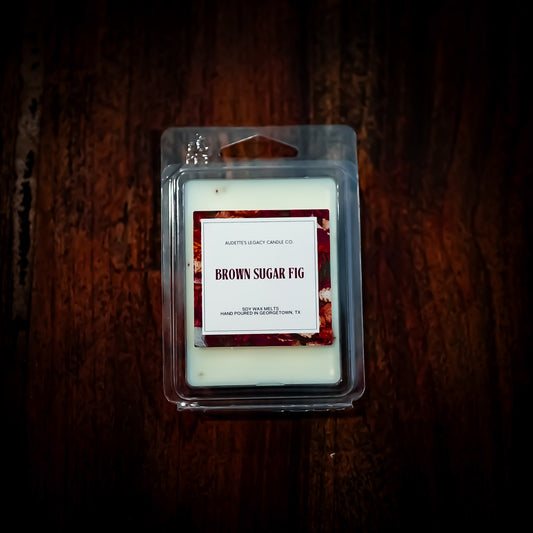 AUDETTE'S LEGACY CANDLE CO.
BROWN SUGAR FIG
SOY WAX MELTS
HAND POURED IN GEORGETOWN, TX